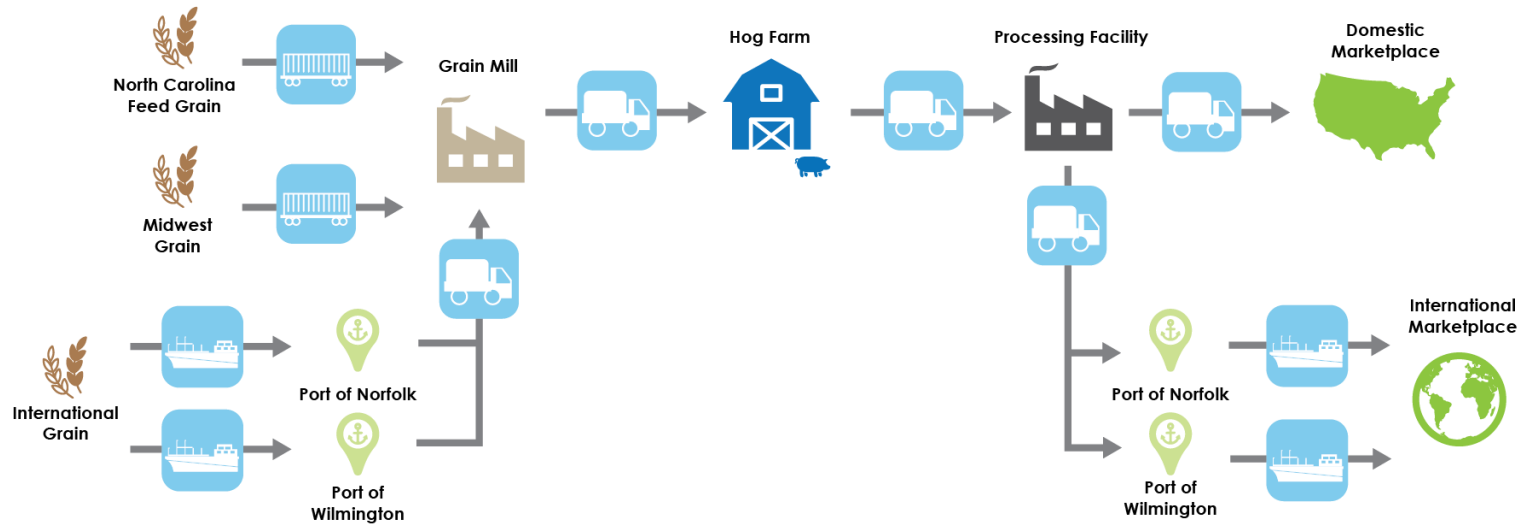 North Carolina
Feed Grain
Grain Mill
Hog Farm
Processing Facility
Domestic
Marketplace
Midwest
Grain
International
Grain
Port of Norfolk
Port of
Wilmington
Port of Norfolk
Port of
Wilmington
International
Marketplace